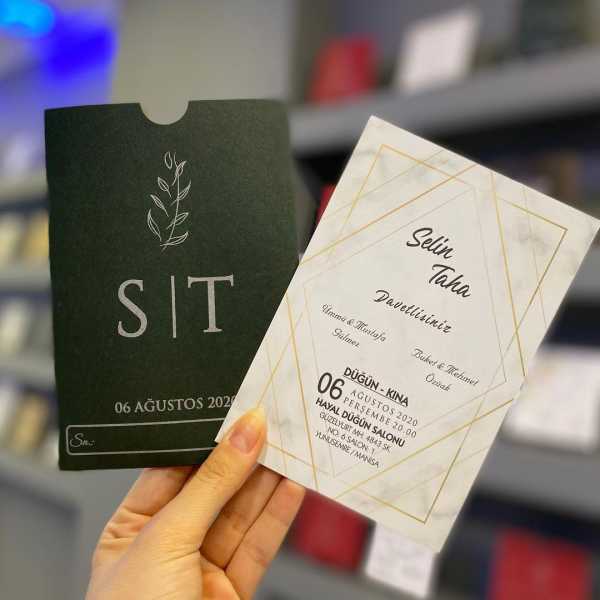 S | T
06 AĞUSTOS 2020
Sn.:
Selin
Taha
Davetlisiniz
Ümmü & Mustafa
Gülmez
Buket & Mehmet
Özüak
DÜĞÜN - KINA
06
AĞUSTOS 2020
PERŞEMBE 20.00
HAYAL DÜĞÜN SALONU
GÜZELYURT MH. 4843 SK.
NO: 6 SALON: 1
YUNUSEMRE / MANİSA